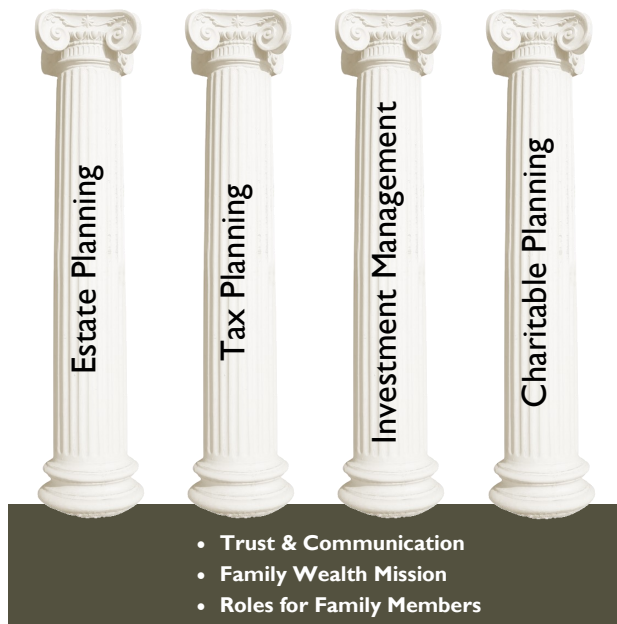 Estate Planning
Tax Planning
Investment Management
Charitable Planning
• Trust & Communication
• Family Wealth Mission
• Roles for Family Members